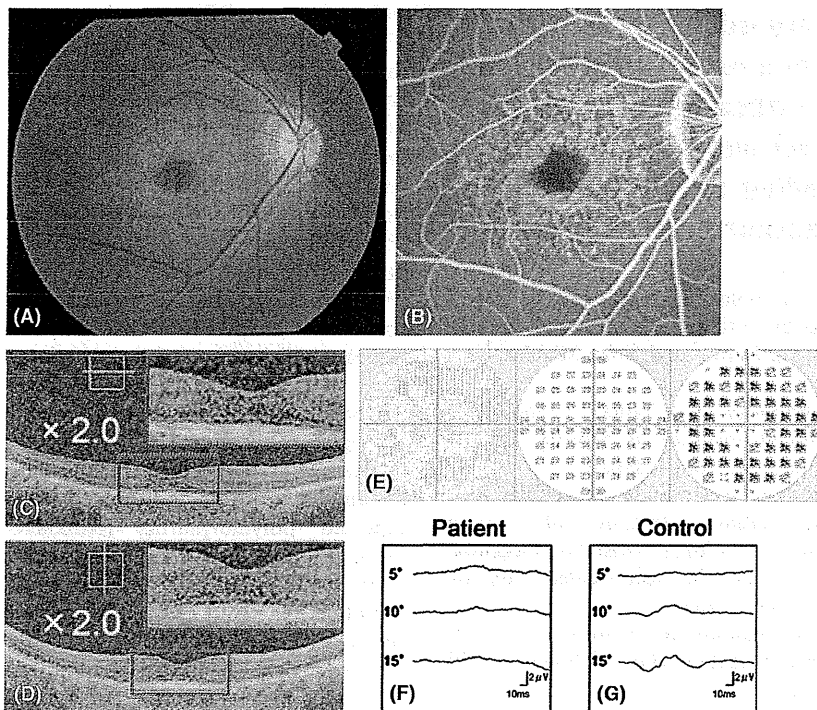 (A)
(B)
× 2.0
(C)
× 2.0
(D)
(E)
Patient
5°
10°
15°
2μV
10ms
(F)
Control
5°
10°
15°
2μV
10ms
(G)